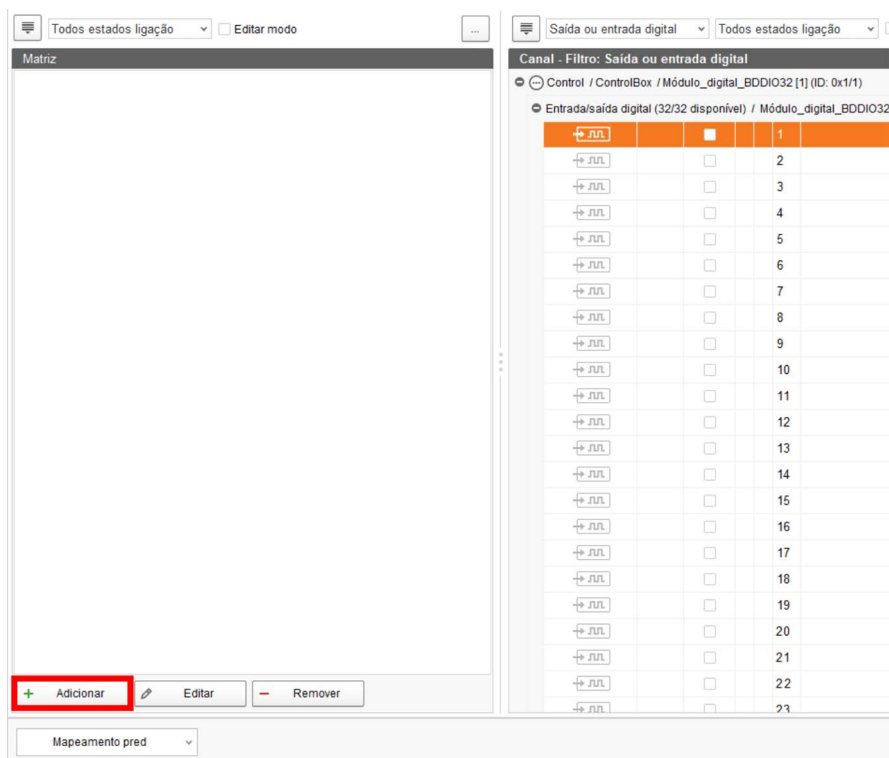 Todos estados ligação
Editar modo
...
Matriz
Adicionar
Editar
Remover
Mapeamento pred
Saída ou entrada digital
Todos estados ligação
Canal - Filtro: Saída ou entrada digital
Control / ControlBox / Módulo_digital_BDDIO32 [1] (ID: 0x1/1)
Entrada/saída digital (32/32 disponível) / Módulo_digital_BDDIO32
1
2
3
4
5
6
7
8
9
10
11
12
13
14
15
16
17
18
19
20
21
22
23